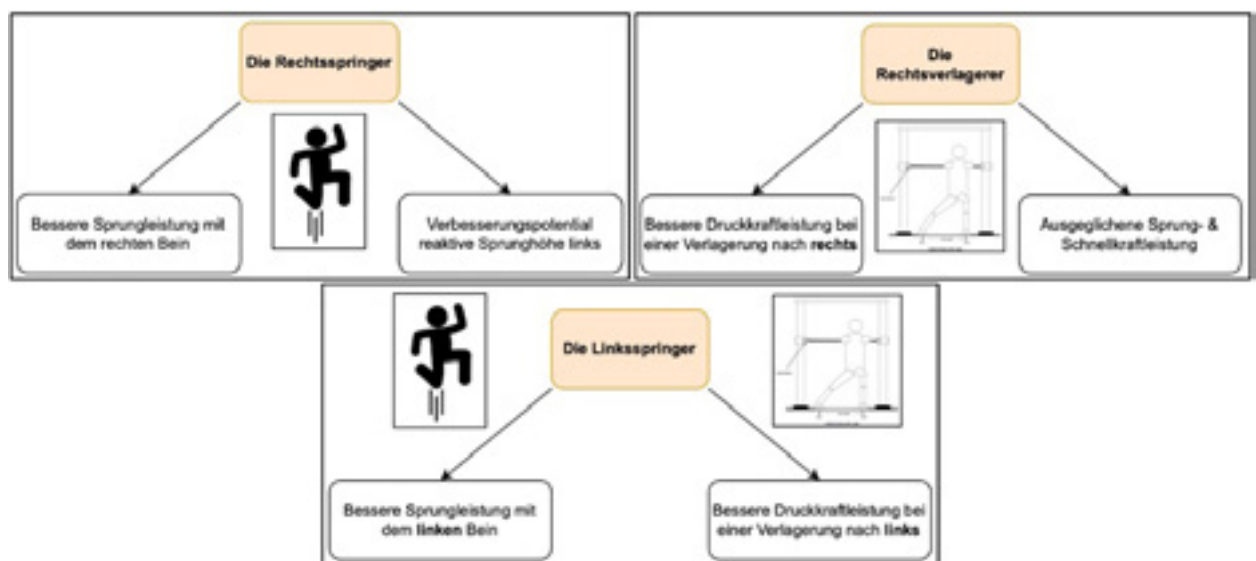 Die Rechtsspringer
Bessere Sprungleistung mit
dem rechten Bein
Verbesserungspotential
reaktive Sprunghöhe links
Die
Rechtsverlagerer
Bessere Druckkraftleistung bei
einer Verlagerung nach rechts
Ausgeglichene Sprung- &
Schnellkraftleistung
Die Linksspringer
Bessere Sprungleistung mit
dem linken Bein
Bessere Druckkraftleistung bei
einer Verlagerung nach links